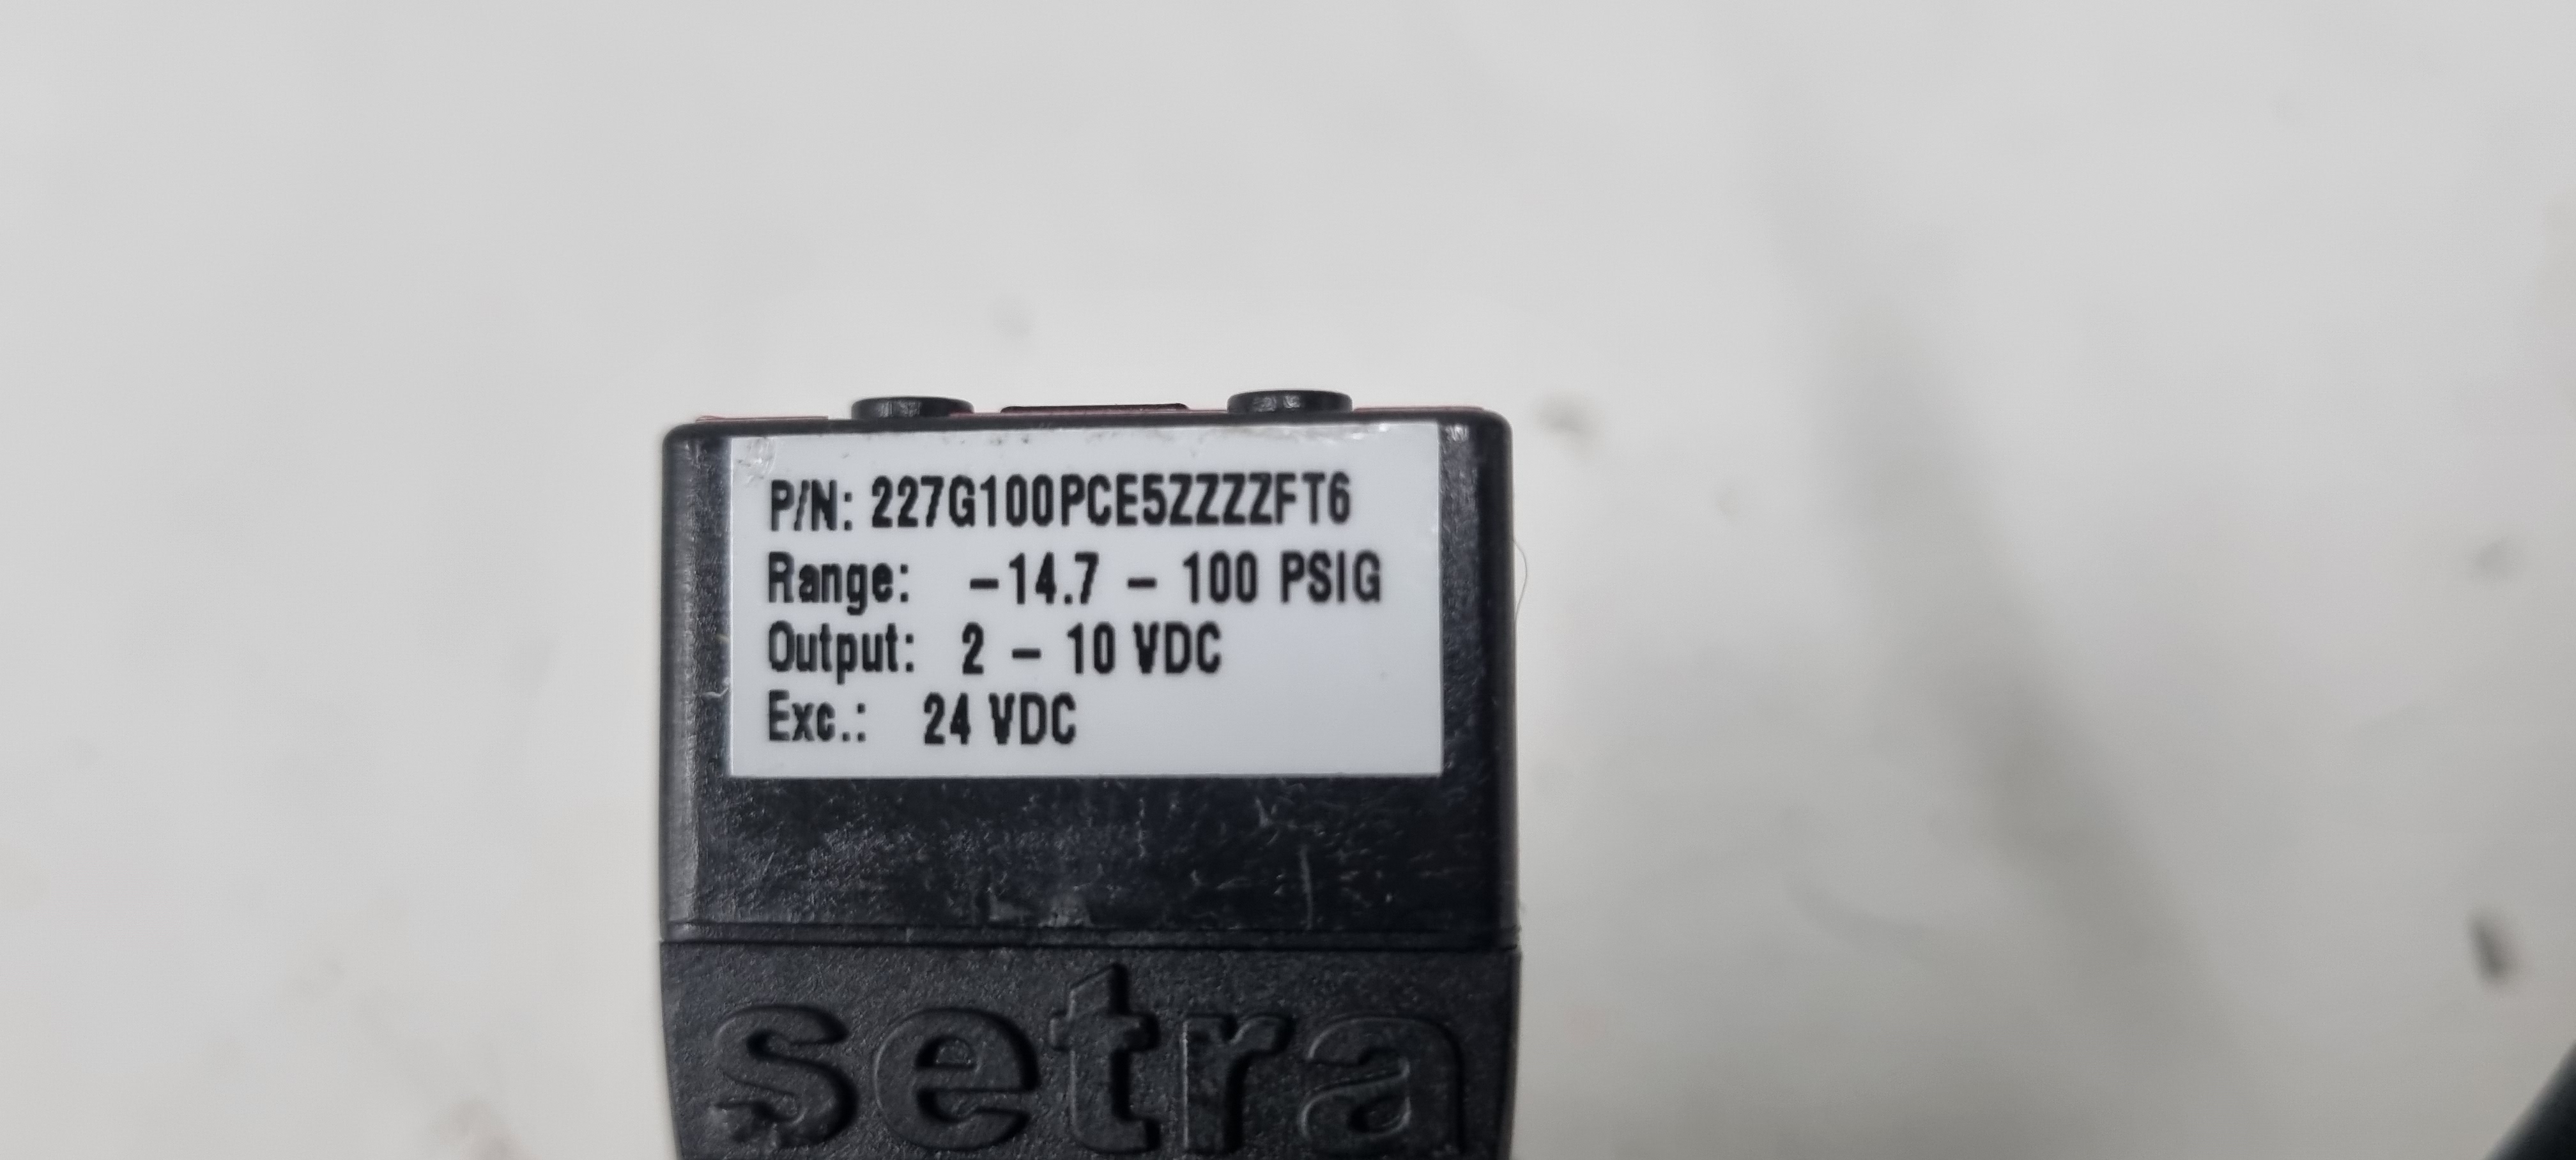 P/N: 227G100PCE5ZZZZFT6
Range: -14.7 - 100 PSIG
Output: 2 - 10 VDC
Exc.: 24 VDC
setra